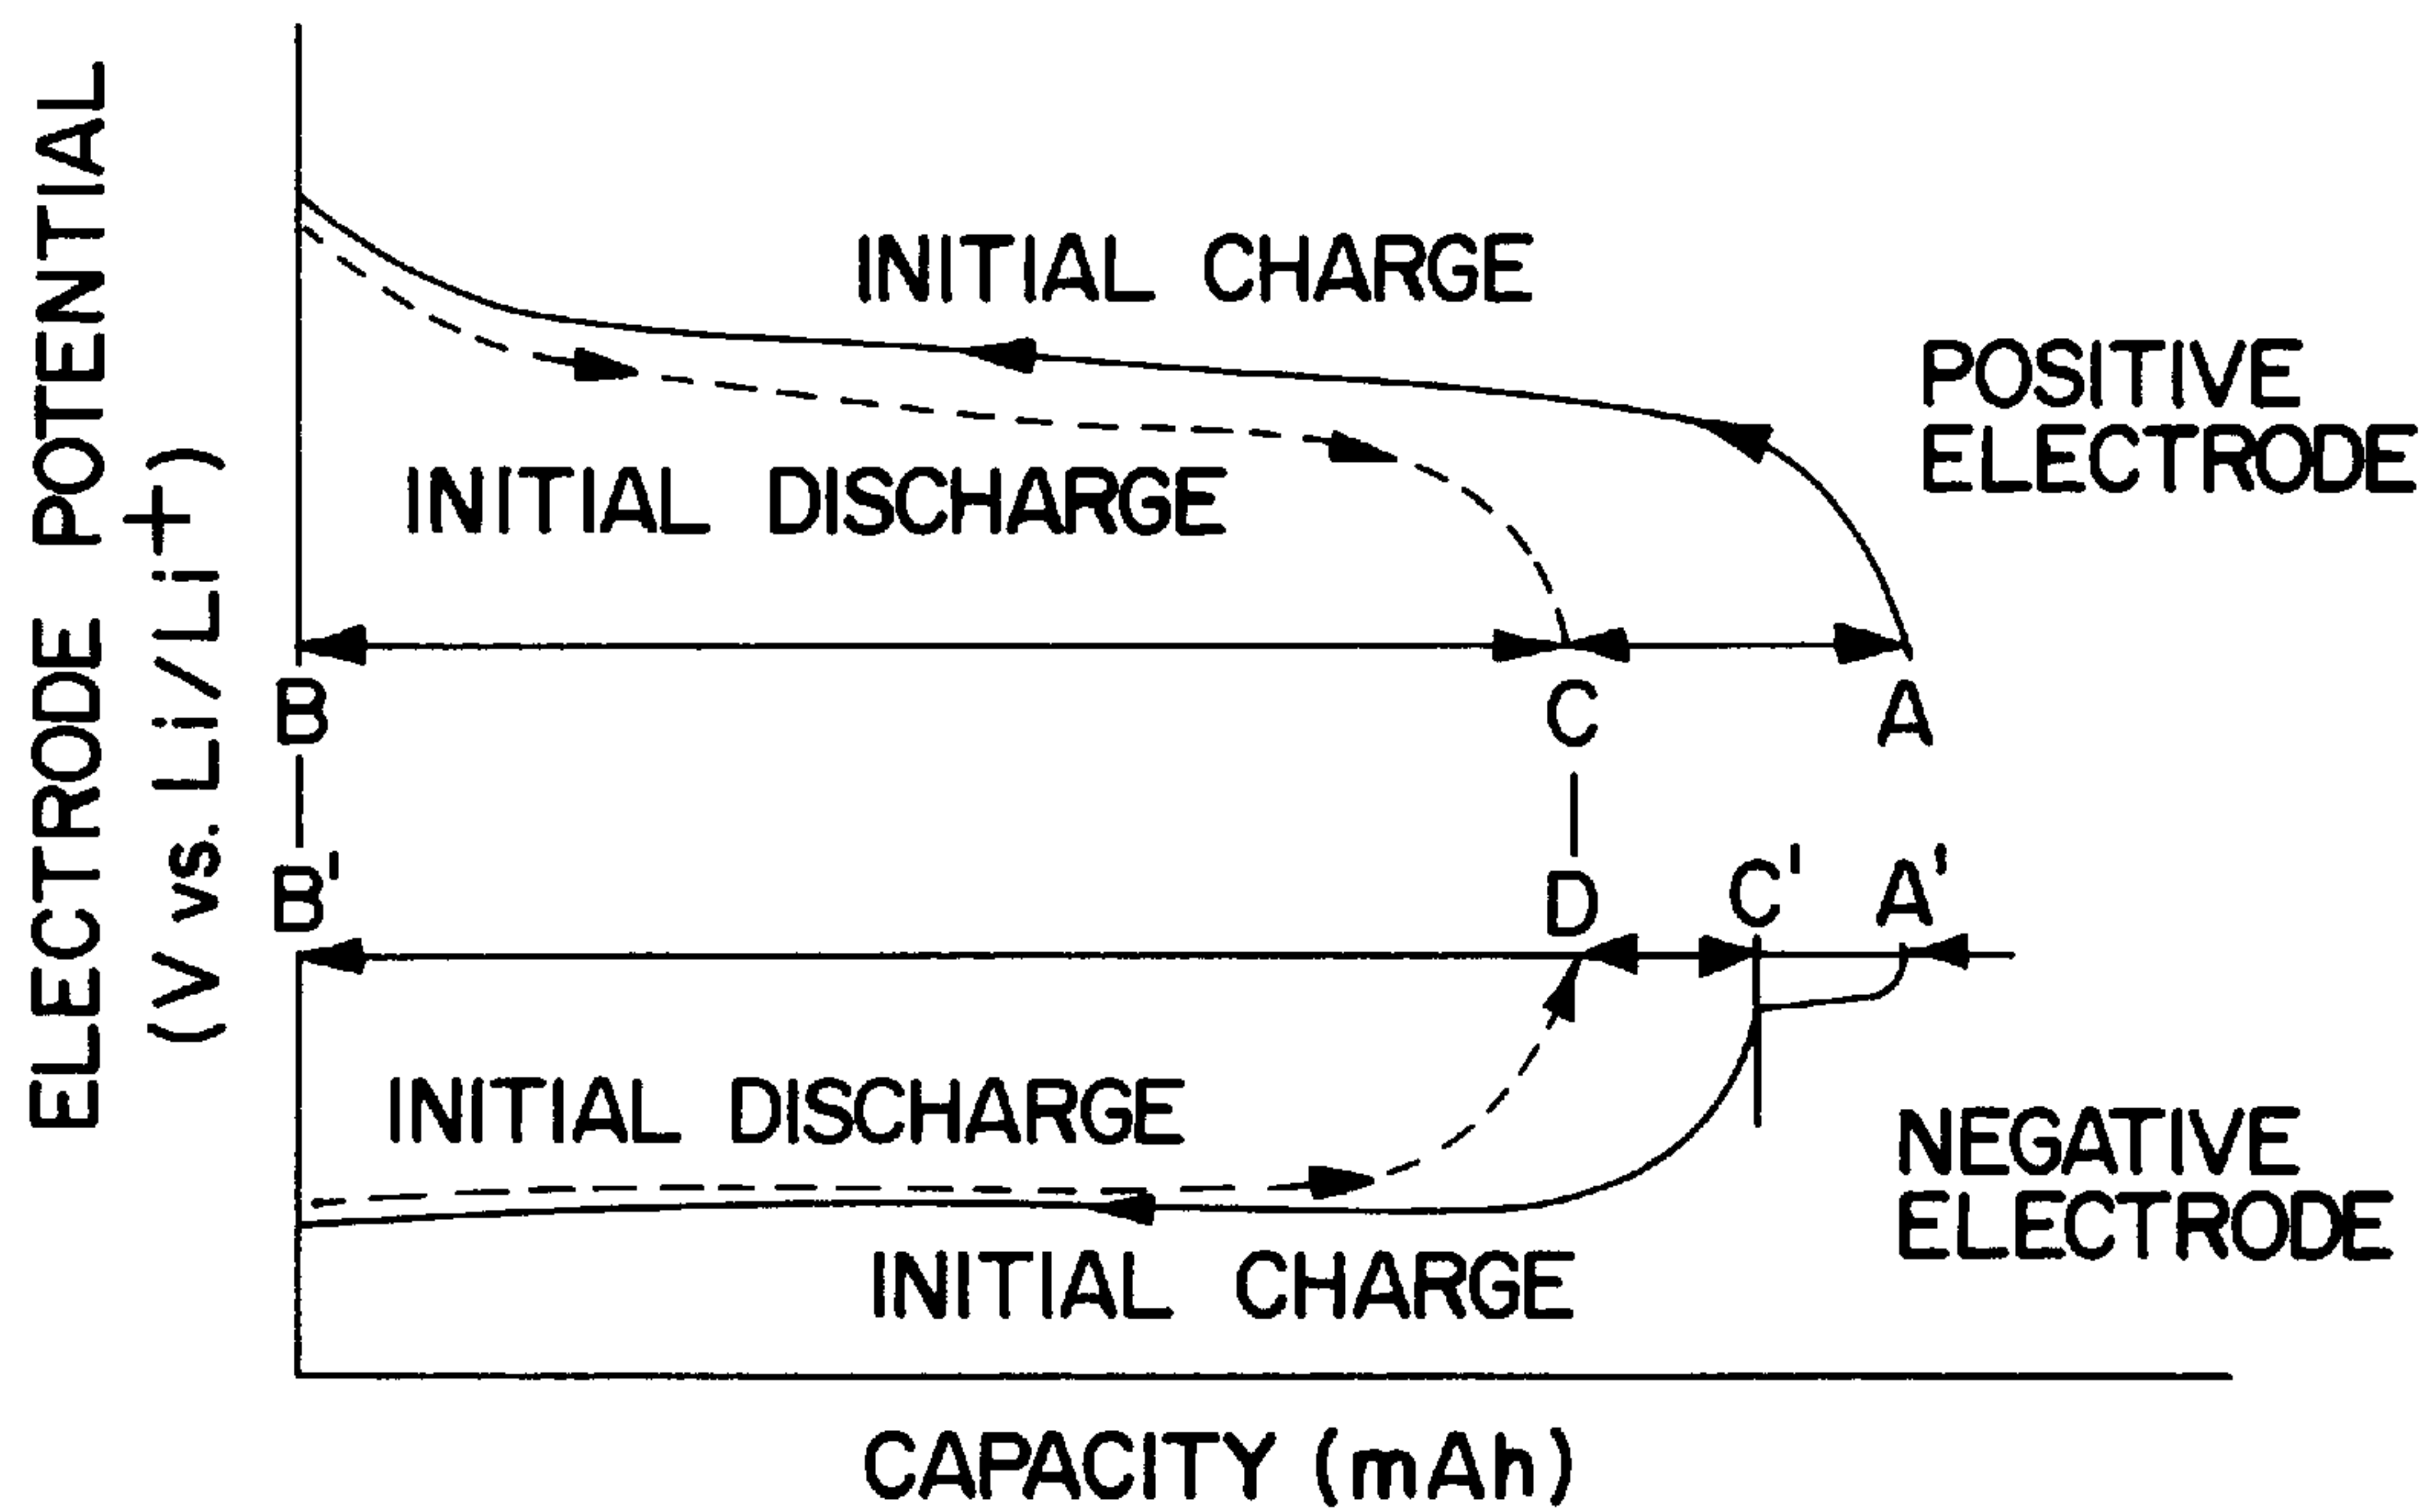 ELECTRODE POTENTIAL
(V vs. Li/Li+)
INITIAL CHARGE
POSITIVE
ELECTRODE
INITIAL DISCHARGE
B
C
A
B'
D
C'
A'
INITIAL DISCHARGE
NEGATIVE
ELECTRODE
INITIAL CHARGE
CAPACITY (mAh)